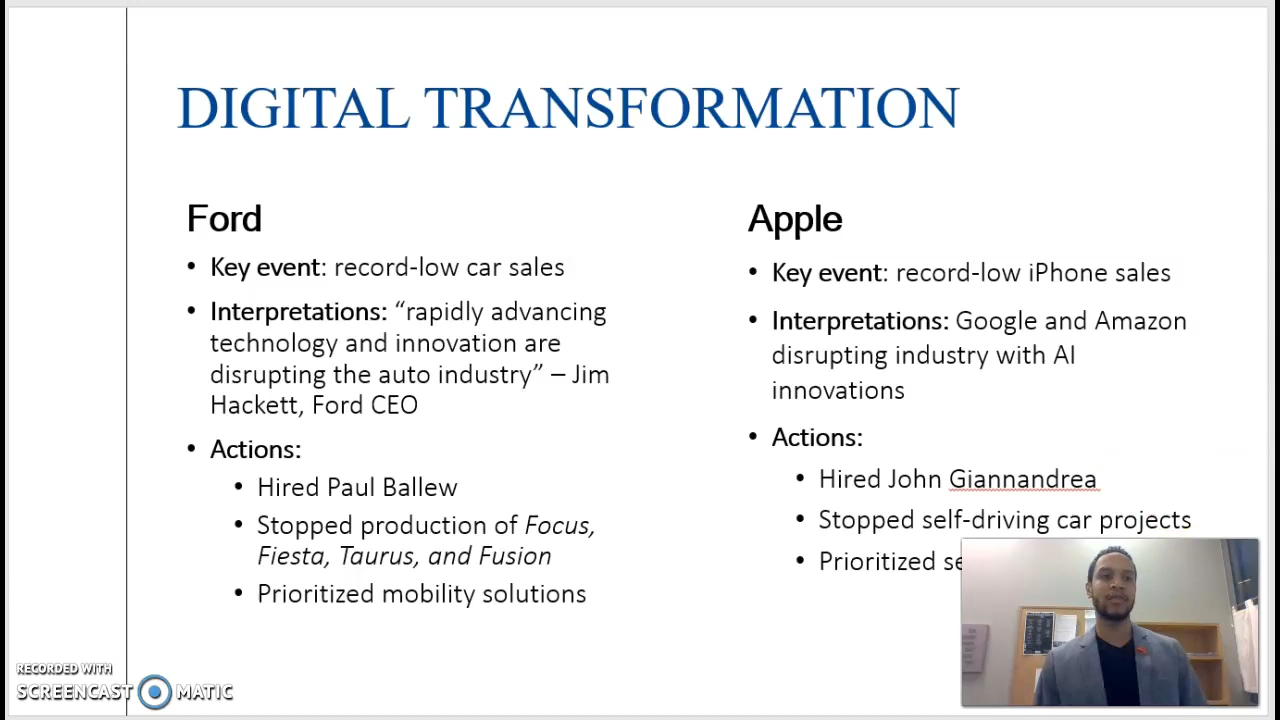 DIGITAL TRANSFORMATION
Ford
• Key event: record-low car sales
• Interpretations: “rapidly advancing
technology and innovation are
disrupting the auto industry” – Jim
Hackett, Ford CEO
• Actions:
• Hired Paul Ballew
• Stopped production of Focus,
Fiesta, Taurus, and Fusion
• Prioritized mobility solutions
Apple
• Key event: record-low iPhone sales
• Interpretations: Google and Amazon
disrupting industry with AI
innovations
• Actions:
• Hired John Giannandrea
• Stopped self-driving car projects
• Prioritized
RECORDED WITH
SCREENCAST MATIC